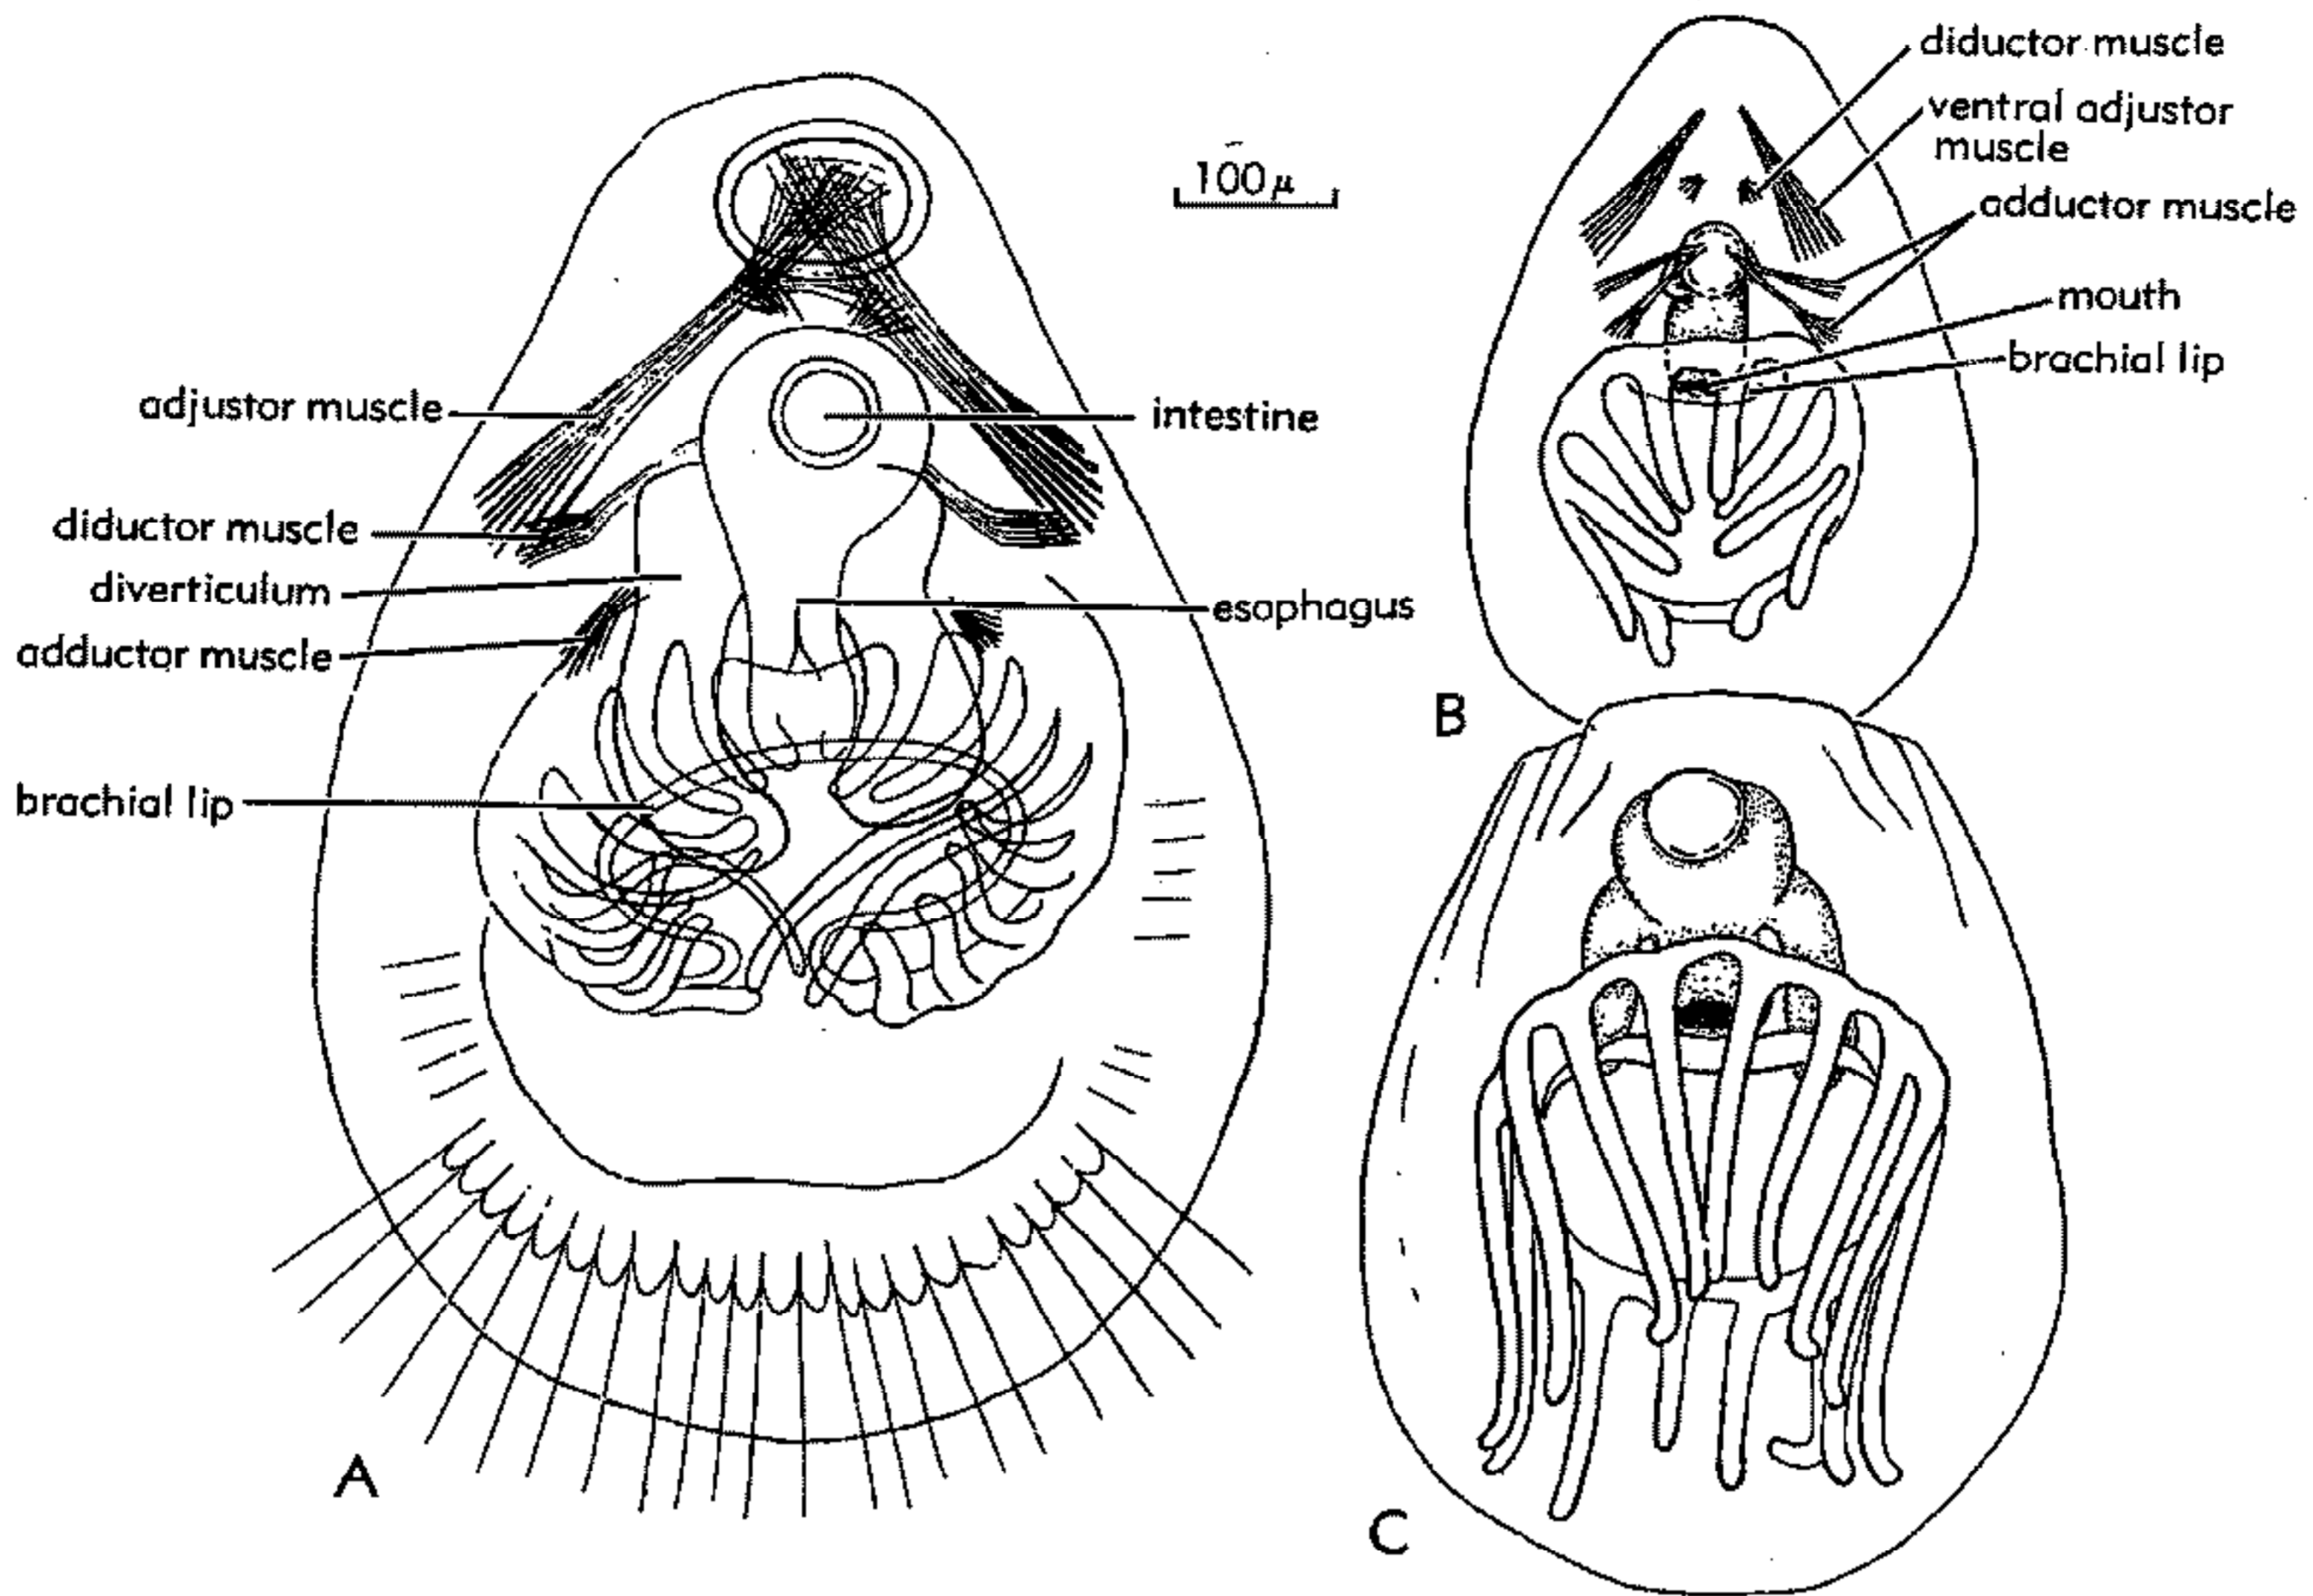 100 μ
adjustor muscle
intestine
diductor muscle
diverticulum
esophagus
adductor muscle
brachial lip
A
diductor muscle
ventral adjustor
muscle
adductor muscle
mouth
brachial lip
B
C